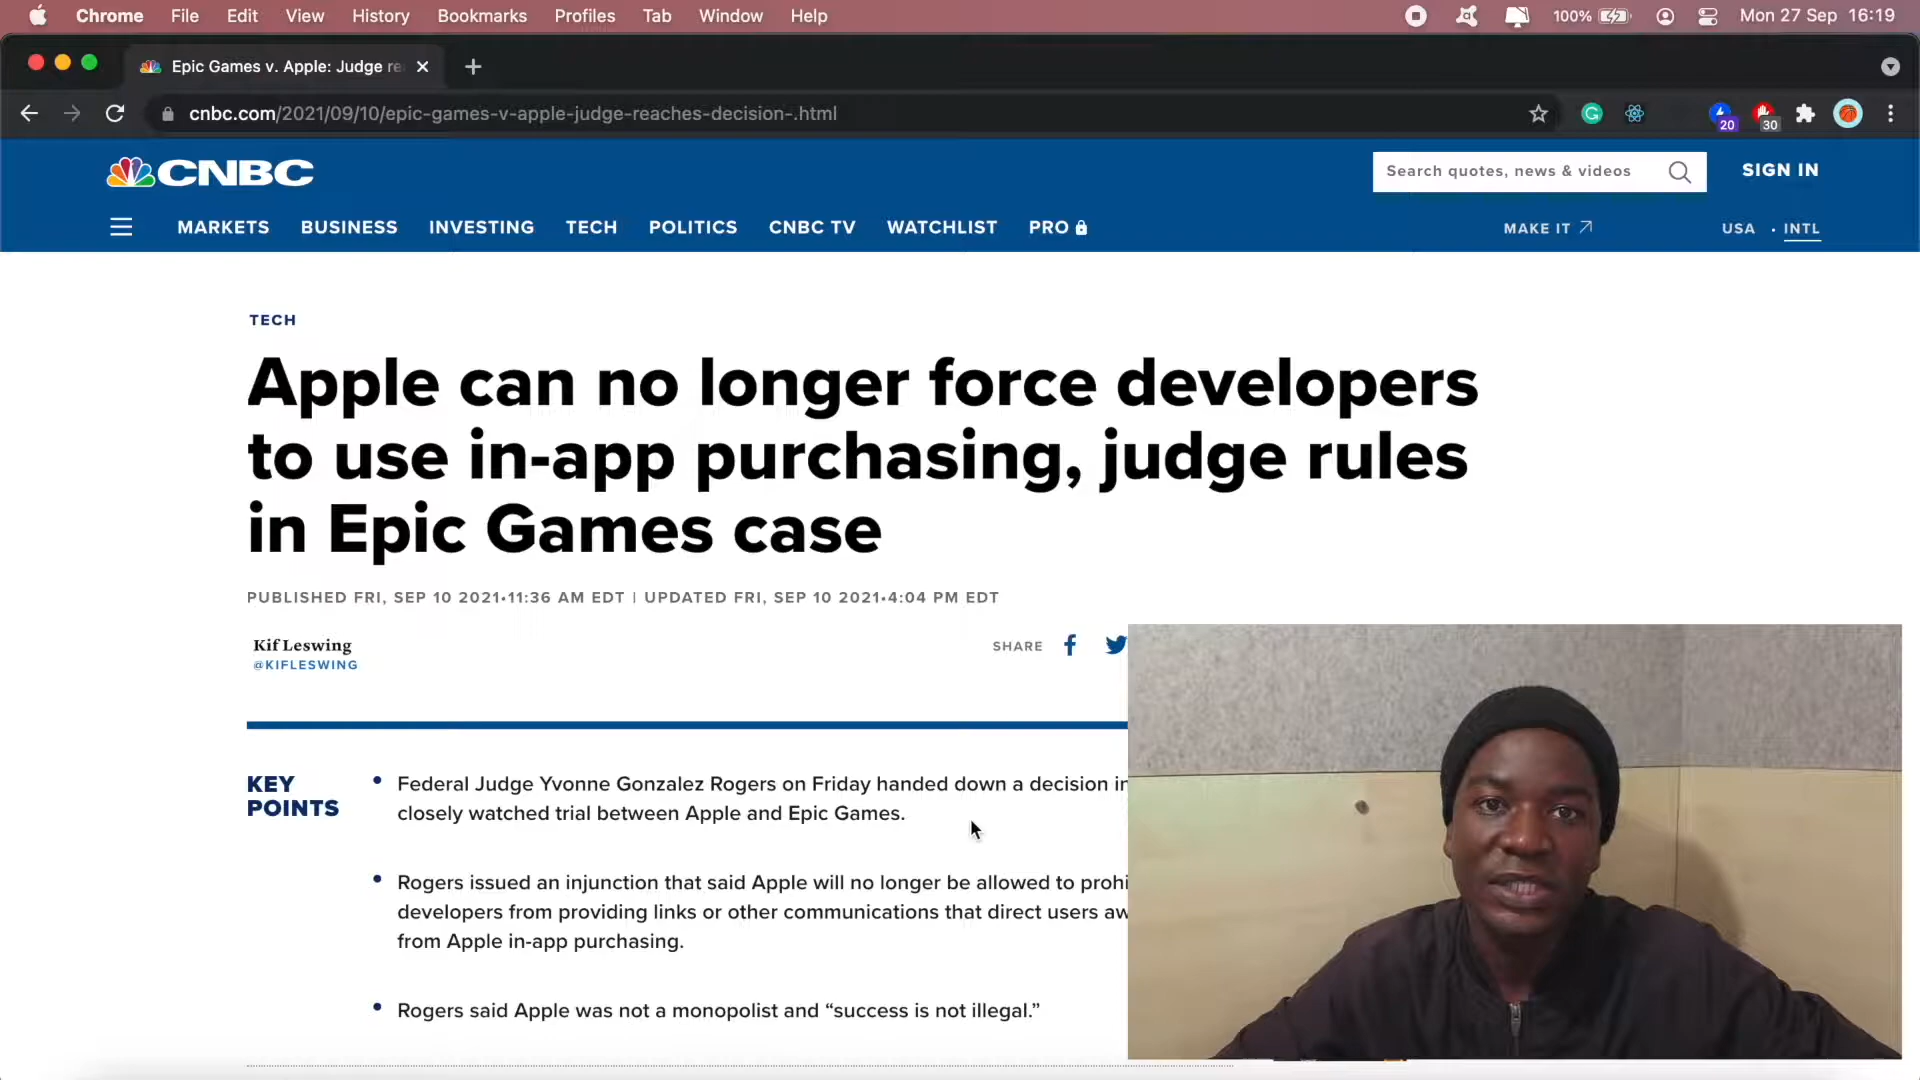 Chrome File Edit View History Bookmarks Profiles Tab Window Help 100% Mon 27 Sep 16:19
Epic Games v. Apple: Judge re
cnbc.com/2021/09/10/epic-games-v-apple-judge-reaches-decision-.html 20 30
CNBC Search quotes, news & videos SIGN IN
MARKETS BUSINESS INVESTING TECH POLITICS CNBC TV WATCHLIST PRO MAKE IT USA • INTL
TECH
Apple can no longer force developers
to use in-app purchasing, judge rules
in Epic Games case
PUBLISHED FRI, SEP 10 2021•11:36 AM EDT | UPDATED FRI, SEP 10 2021•4:04 PM EDT
Kif Leswing
@KIFLESWING
SHARE
KEY
POINTS
• Federal Judge Yvonne Gonzalez Rogers on Friday handed down a decision in
closely watched trial between Apple and Epic Games.
• Rogers issued an injunction that said Apple will no longer be allowed to prohi
developers from providing links or other communications that direct users aw
from Apple in-app purchasing.
• Rogers said Apple was not a monopolist and “success is not illegal.”